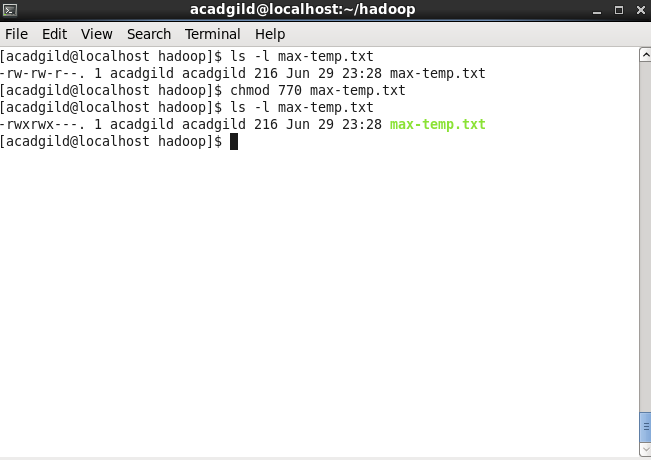 acadgild@localhost:~/hadoop
File Edit View Search Terminal Help
[acadgild@localhost hadoop]$ ls -l max-temp.txt
-rw-rw-r--. 1 acadgild acadgild 216 Jun 29 23:28 max-temp.txt
[acadgild@localhost hadoop]$ chmod 770 max-temp.txt
[acadgild@localhost hadoop]$ ls -l max-temp.txt
-rwxrwx---. 1 acadgild acadgild 216 Jun 29 23:28 max-temp.txt
[acadgild@localhost hadoop]$